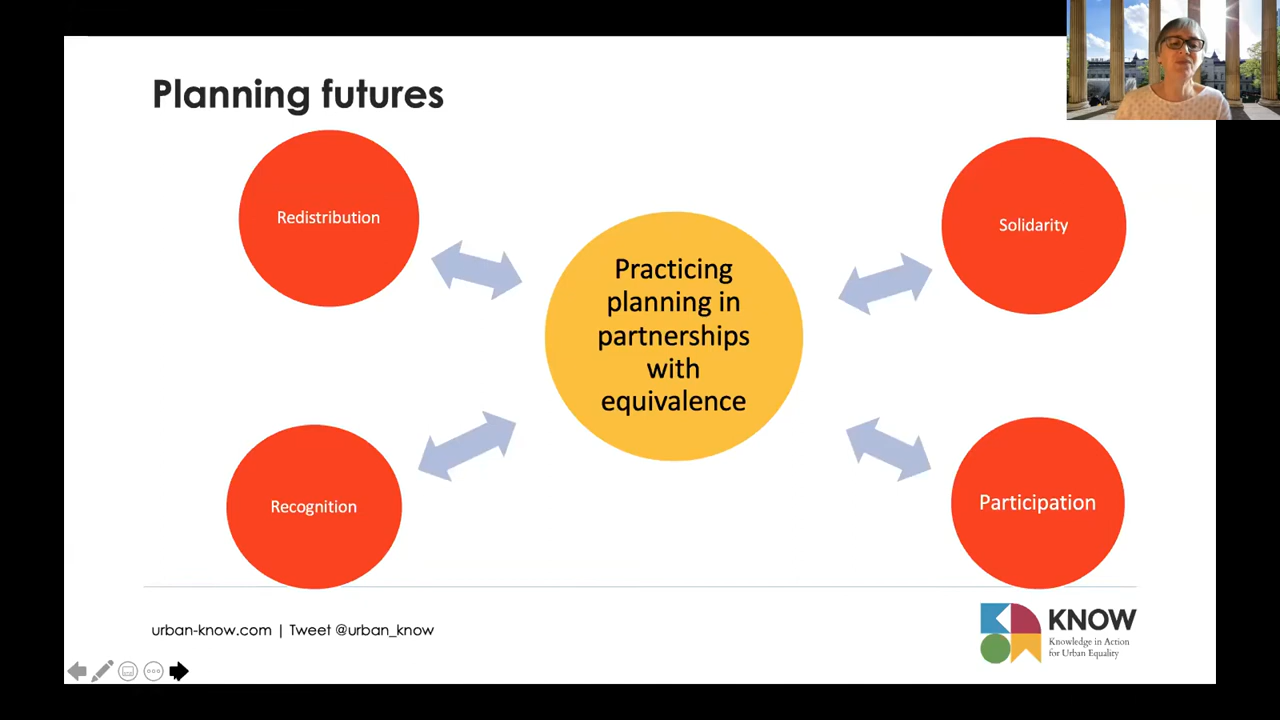 Planning futures
Redistribution
Solidarity
Practicing
planning in
partnerships
with
equivalence
Recognition
Participation
urban-know.com | Tweet @urban_know
KNOW
Knowledge in Action
for Urban Equality